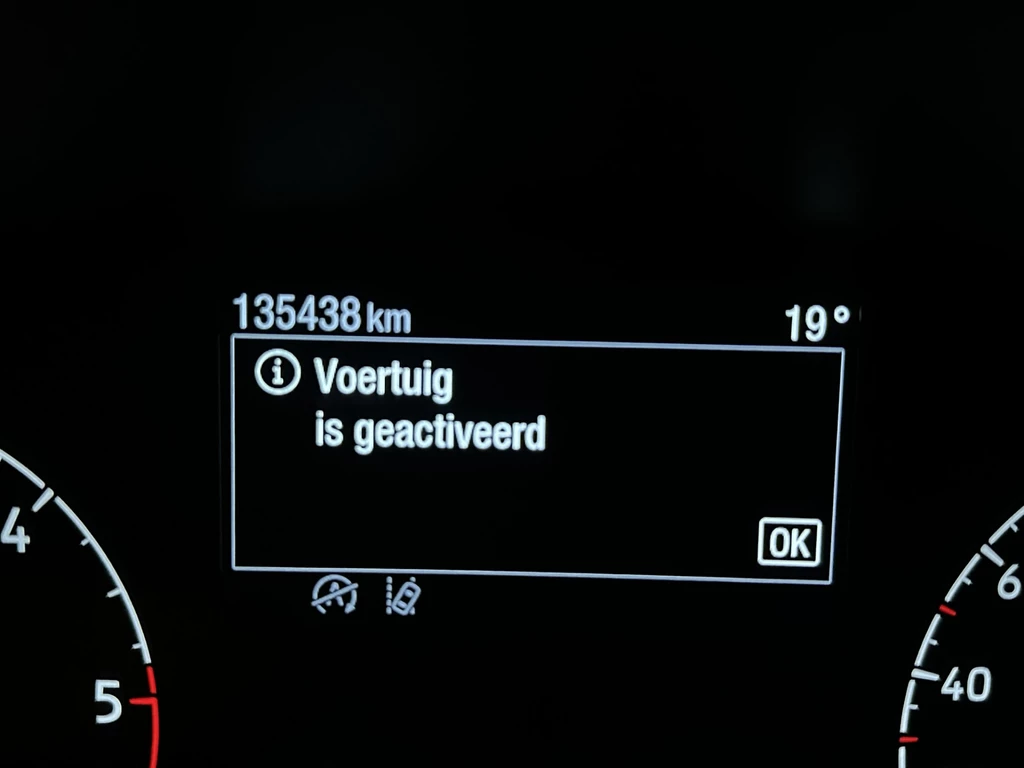 135438 km 19°
i Voertuig
is geactiveerd
OK
A
4
5
6
40